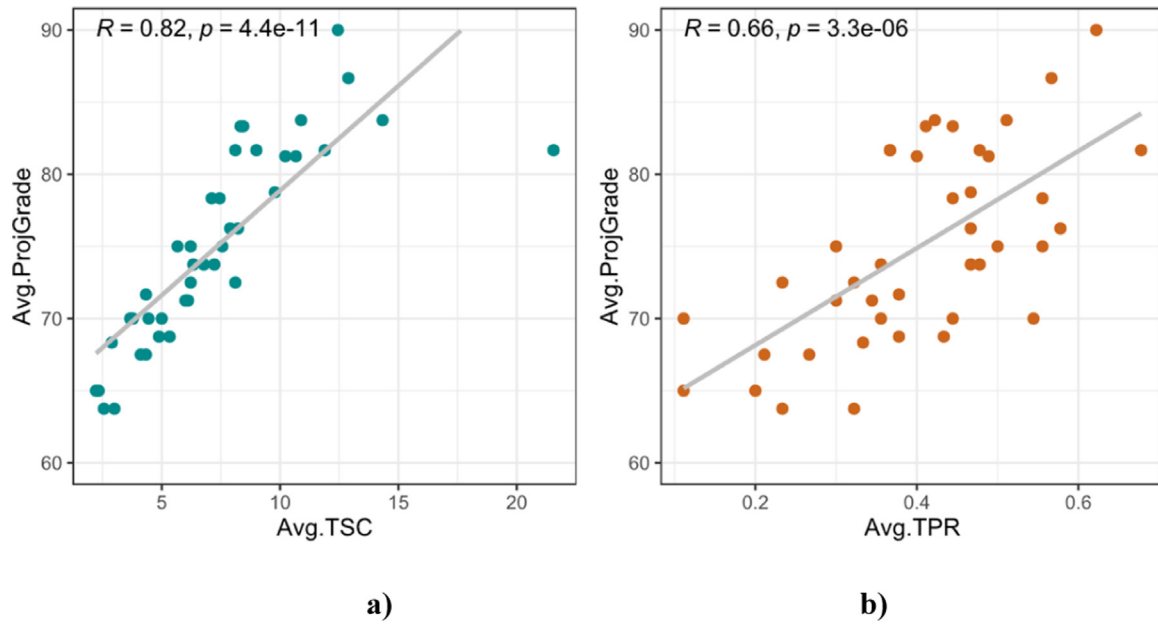 R = 0.82, p = 4.4e-11
90
80
70
60
Avg.ProjGrade
5 10 15 20
Avg.TSC
a)
R = 0.66, p = 3.3e-06
90
80
70
60
Avg.ProjGrade
0.2 0.4 0.6
Avg.TPR
b)